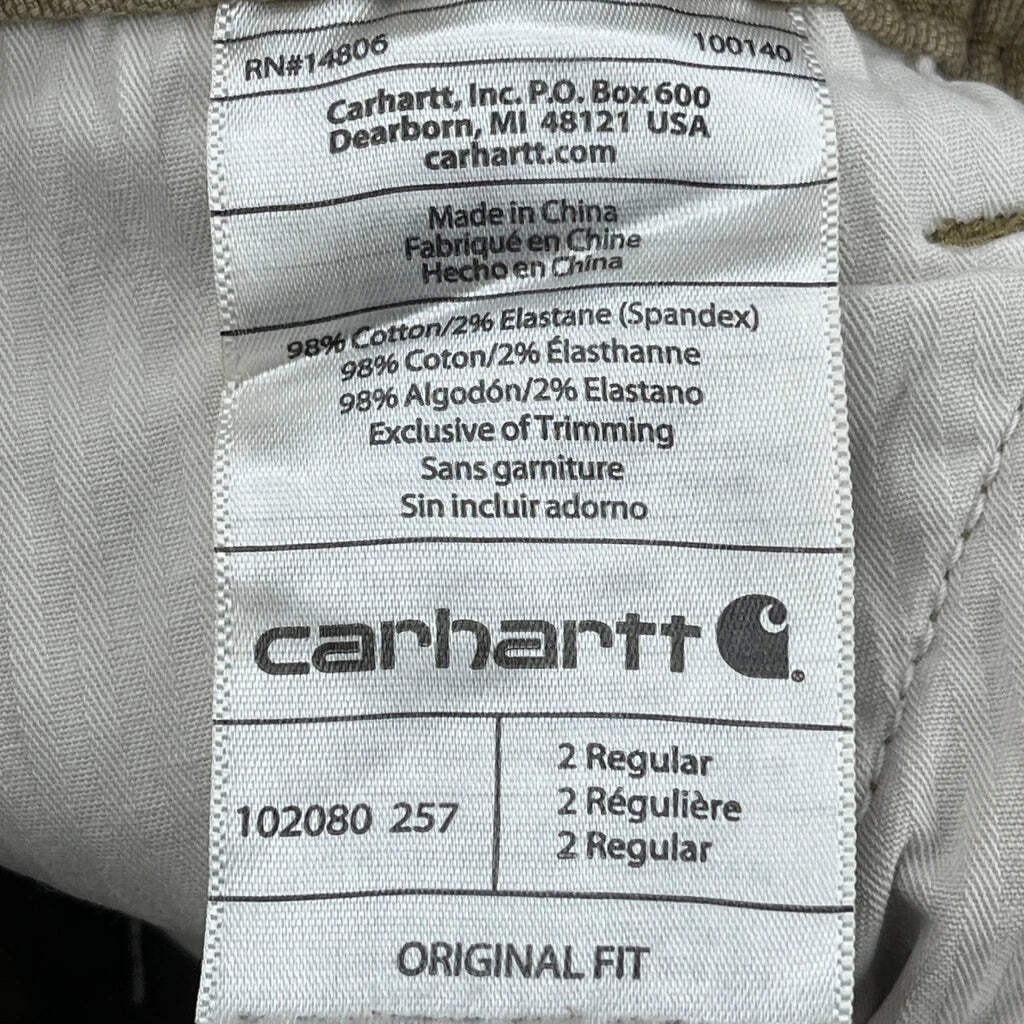 RN#14806 100140
Carhartt, Inc. P.O. Box 600
Dearborn, MI 48121 USA
carhartt.com
Made in China
Fabriqué en Chine
Hecho en China
98% Cotton/2% Elastane (Spandex)
98% Coton/2% Élasthanne
98% Algodón/2% Elastano
Exclusive of Trimming
Sans garniture
Sin incluir adorno
carhartt®
102080 257
2 Regular
2 Régulière
2 Regular
ORIGINAL FIT